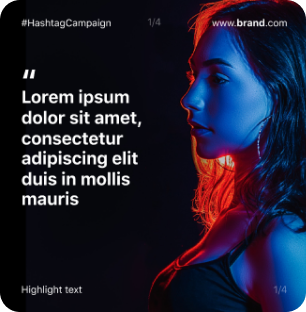 #HashtagCampaign 1/4 www.brand.com
"
Lorem ipsum
dolor sit amet,
consectetur
adipiscing elit
duis in mollis
mauris
Highlight text 1/4